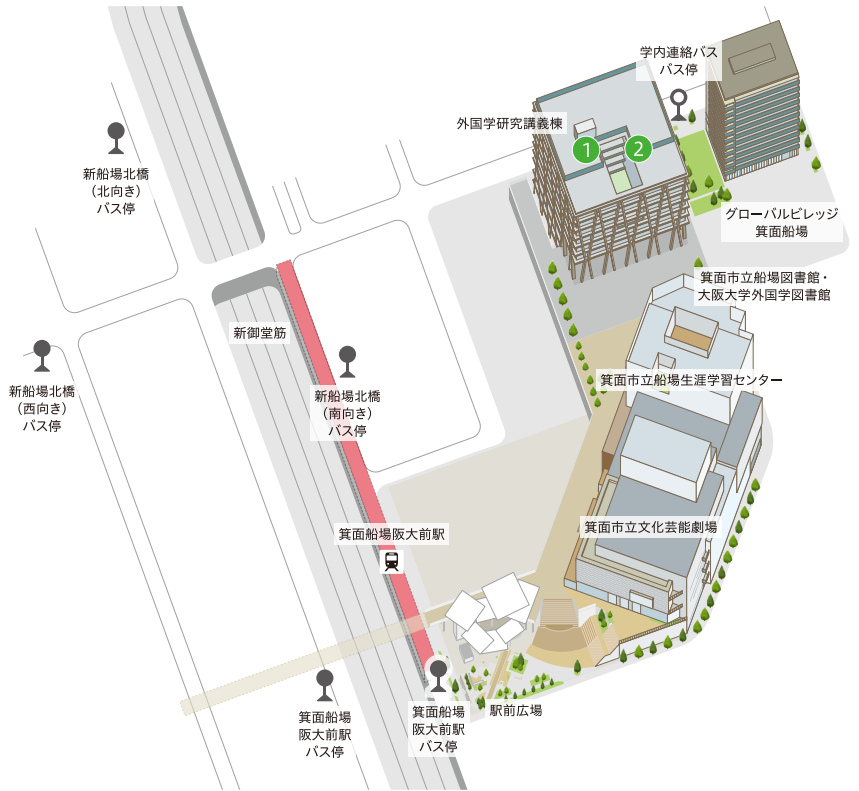 学内連絡バス
バス停
外国学研究講義棟
1
2
新船場北橋
（北向き）
バス停
グローバルビレッジ
箕面船場
箕面市立船場図書館・
大阪大学外国学図書館
新御堂筋
新船場北橋
（西向き）
バス停
新船場北橋
（南向き）
バス停
箕面市立船場生涯学習センター
箕面船場阪大前駅
箕面市立文化芸能劇場
箕面船場
阪大前駅
バス停
箕面船場
阪大前駅
バス停
駅前広場